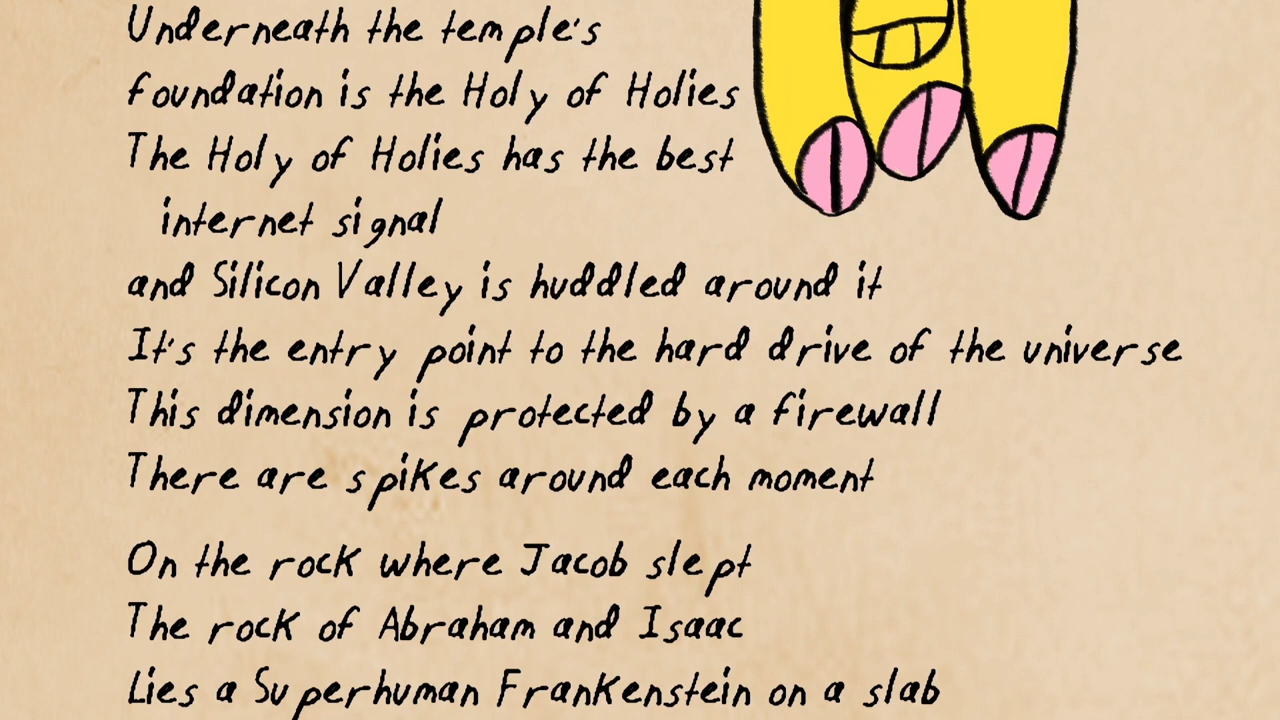 Underneath the temple's
foundation is the Holy of Holies
The Holy of Holies has the best
internet signal
and Silicon Valley is huddled around it
It's the entry point to the hard drive of the universe
This dimension is protected by a firewall
There are spikes around each moment
On the rock where Jacob slept
The rock of Abraham and Isaac
Lies a Superhuman Frankenstein on a slab